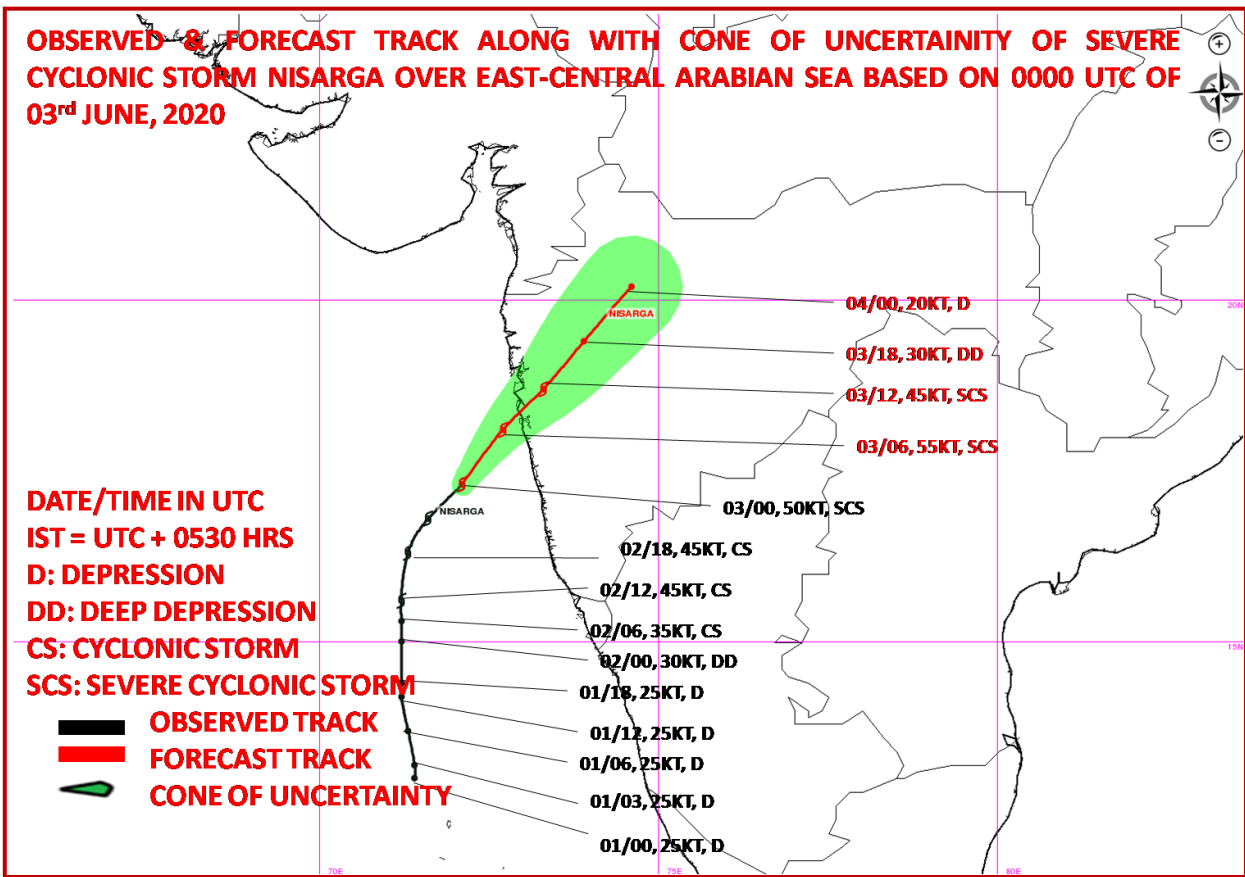 OBSERVED & FORECAST TRACK ALONG WITH CONE OF UNCERTAINITY OF SEVERE
CYCLONIC STORM NISARGA OVER EAST-CENTRAL ARABIAN SEA BASED ON 0000 UTC OF
03rd JUNE, 2020
+
-
04/00, 20KT, D
20N
NISARGA
03/18, 30KT, DD
03/12, 45KT, SCS
03/06, 55KT, SCS
03/00, 50KT, SCS
NISARGA
02/18, 45KT, CS
02/12, 45KT, CS
02/06, 35KT, CS
15N
02/00, 30KT, DD
01/18, 25KT, D
01/12, 25KT, D
01/06, 25KT, D
01/03, 25KT, D
01/00, 25KT, D
DATE/TIME IN UTC
IST = UTC + 0530 HRS
D: DEPRESSION
DD: DEEP DEPRESSION
CS: CYCLONIC STORM
SCS: SEVERE CYCLONIC STORM
OBSERVED TRACK
FORECAST TRACK
CONE OF UNCERTAINTY
70E
75E
80E